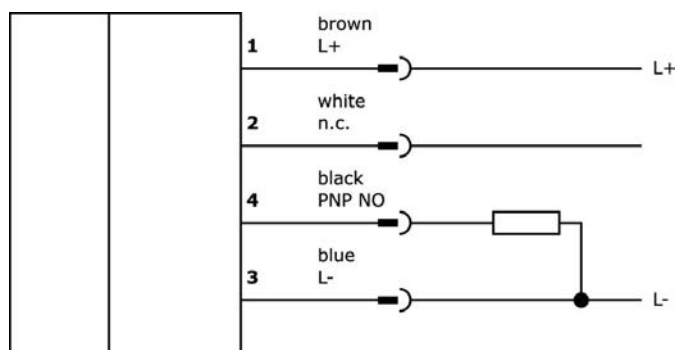 brown
1 L+
L+
white
2 n.c.
black
4 PNP NO
blue
3 L-
L-